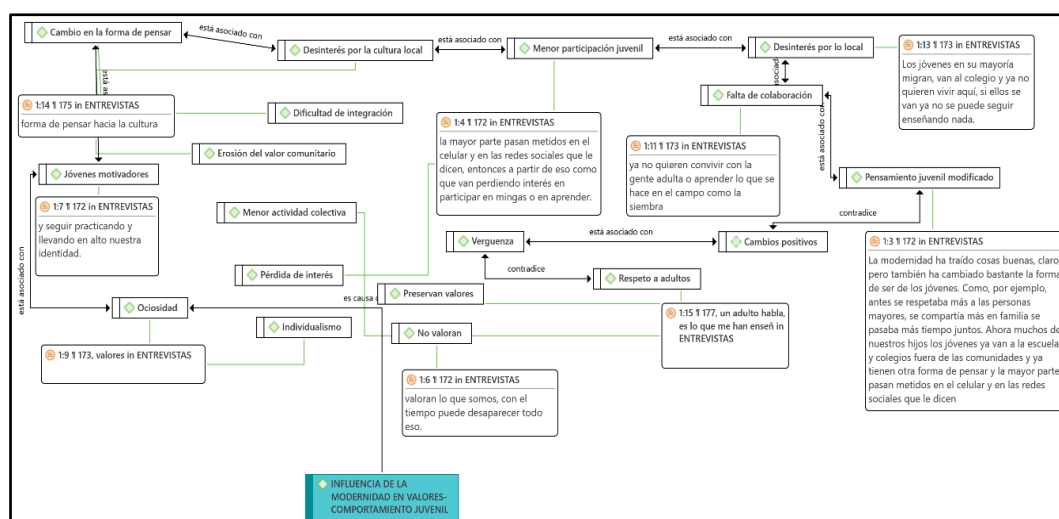 Cambio en la forma de pensar
está asociado con
Desinterés por la cultura local
está asociado con
Menor participación juvenil
está asociado con
Desinterés por lo local
1:13 ¶ 173 in ENTREVISTAS
Los jóvenes en su mayoría
migran, van al colegio y ya no
quieren vivir aquí, si ellos se
van ya no se puede seguir
enseñando nada.
está as
asociado
Falta de colaboración
1:14 ¶ 175 in ENTREVISTAS
forma de pensar hacia la cultura
Dificultad de integración
1:4 ¶ 172 in ENTREVISTAS
la mayor parte pasan metidos en el
celular y en las redes sociales que le
dicen, entonces a partir de eso como
que van perdiendo interés en
participar en mingas o en aprender.
está asociado con
1:11 ¶ 173 in ENTREVISTAS
ya no quieren convivir con la
gente adulta o aprender lo que se
hace en el campo como la
siembra
Erosión del valor comunitario
Jóvenes motivadores
Pensamiento juvenil modificado
1:7 ¶ 172 in ENTREVISTAS
y seguir practicando y
llevando en alto nuestra
identidad.
Menor actividad colectiva
contradice
Verguenza
está asociado con
Cambios positivos
1:3 ¶ 172 in ENTREVISTAS
La modernidad ha traído cosas buenas, claro
pero también ha cambiado bastante la forma
de ser de los jóvenes. Como, por ejemplo,
antes se respetaba más a las personas
mayores, se compartía más en familia se
pasaba más tiempo juntos. Ahora muchos de
nuestros hijos los jóvenes ya van a la escuela
y colegios fuera de las comunidades y ya
tienen otra forma de pensar y la mayor parte
pasan metidos en el celular y en las redes
sociales que le dicen
está asociado con
Pérdida de interés
contradice
Respeto a adultos
Preservan valores
es causa
Ociosidad
Individualismo
No valoran
1:15 ¶ 177, un adulto habla,
es lo que me han enseñ in
ENTREVISTAS
1:9 ¶ 173, valores in ENTREVISTAS
1:6 ¶ 172 in ENTREVISTAS
valoran lo que somos, con el
tiempo puede desaparecer todo
eso.
INFLUENCIA DE LA
MODERNIDAD EN VALORES-
COMPORTAMIENTO JUVENIL